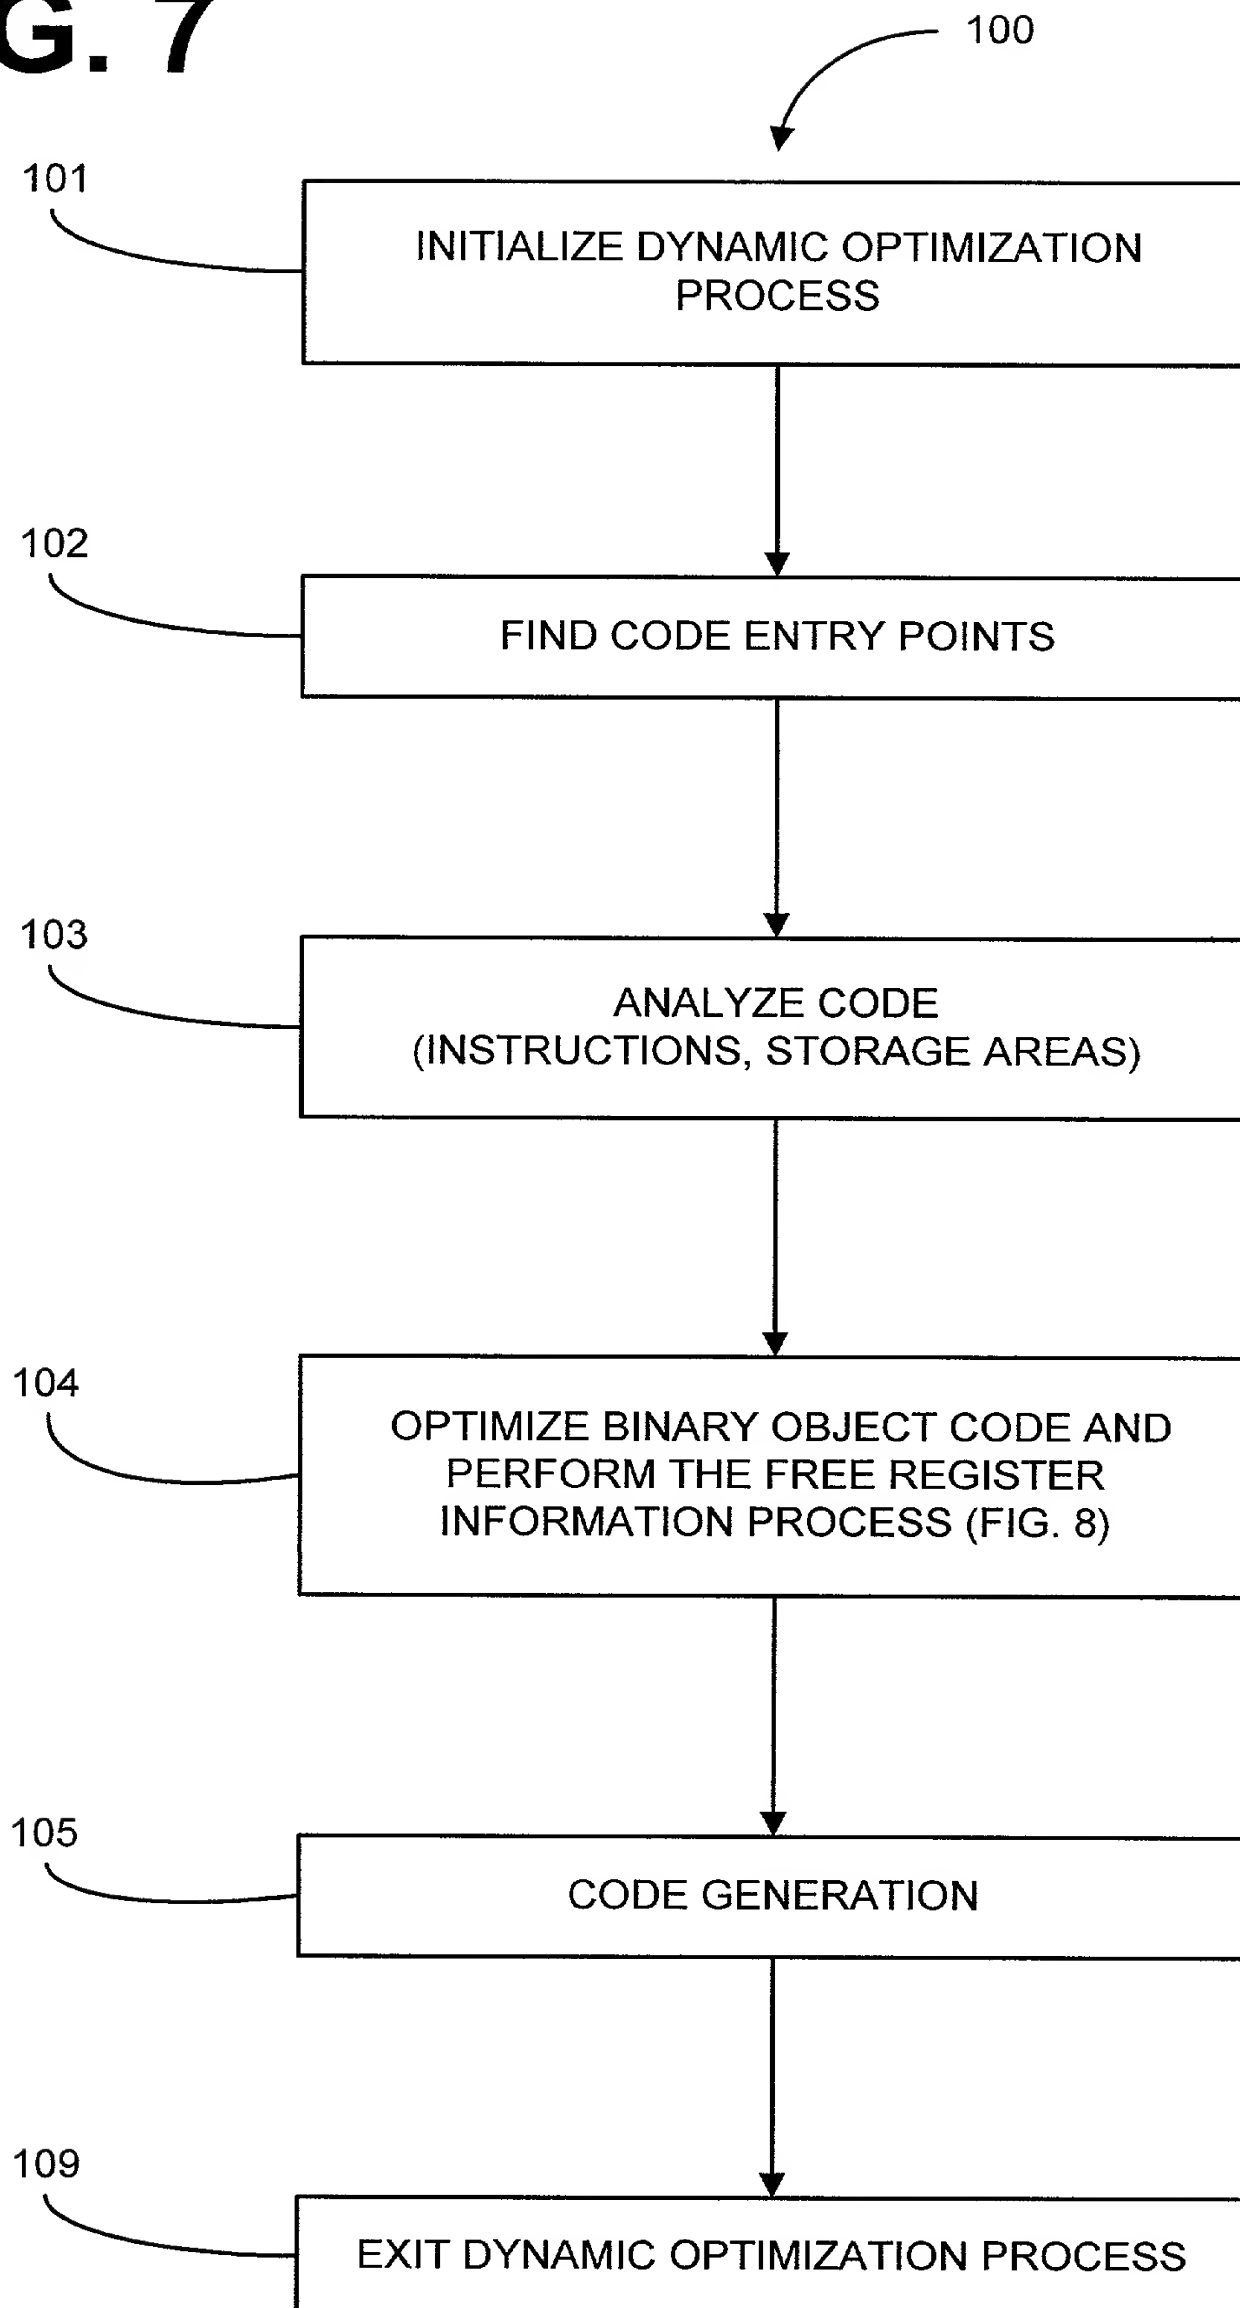 G. 7
100
101
INITIALIZE DYNAMIC OPTIMIZATION
PROCESS
102
FIND CODE ENTRY POINTS
103
ANALYZE CODE
(INSTRUCTIONS, STORAGE AREAS)
104
OPTIMIZE BINARY OBJECT CODE AND
PERFORM THE FREE REGISTER
INFORMATION PROCESS (FIG. 8)
105
CODE GENERATION
109
EXIT DYNAMIC OPTIMIZATION PROCESS